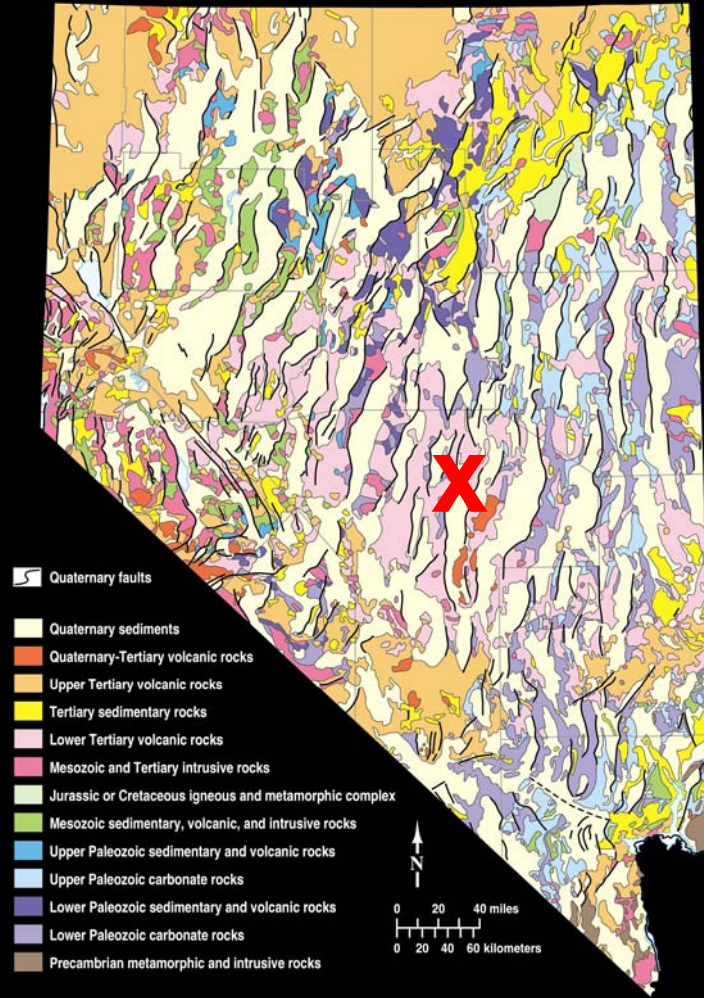 X
Quaternary faults
Quaternary sediments
Quaternary-Tertiary volcanic rocks
Upper Tertiary volcanic rocks
Tertiary sedimentary rocks
Lower Tertiary volcanic rocks
Mesozoic and Tertiary intrusive rocks
Jurassic or Cretaceous igneous and metamorphic complex
Mesozoic sedimentary, volcanic, and intrusive rocks
Upper Paleozoic sedimentary and volcanic rocks
Upper Paleozoic carbonate rocks
Lower Paleozoic sedimentary and volcanic rocks
Lower Paleozoic carbonate rocks
Precambrian metamorphic and intrusive rocks
N
0 20 40 miles
0 20 40 60 kilometers